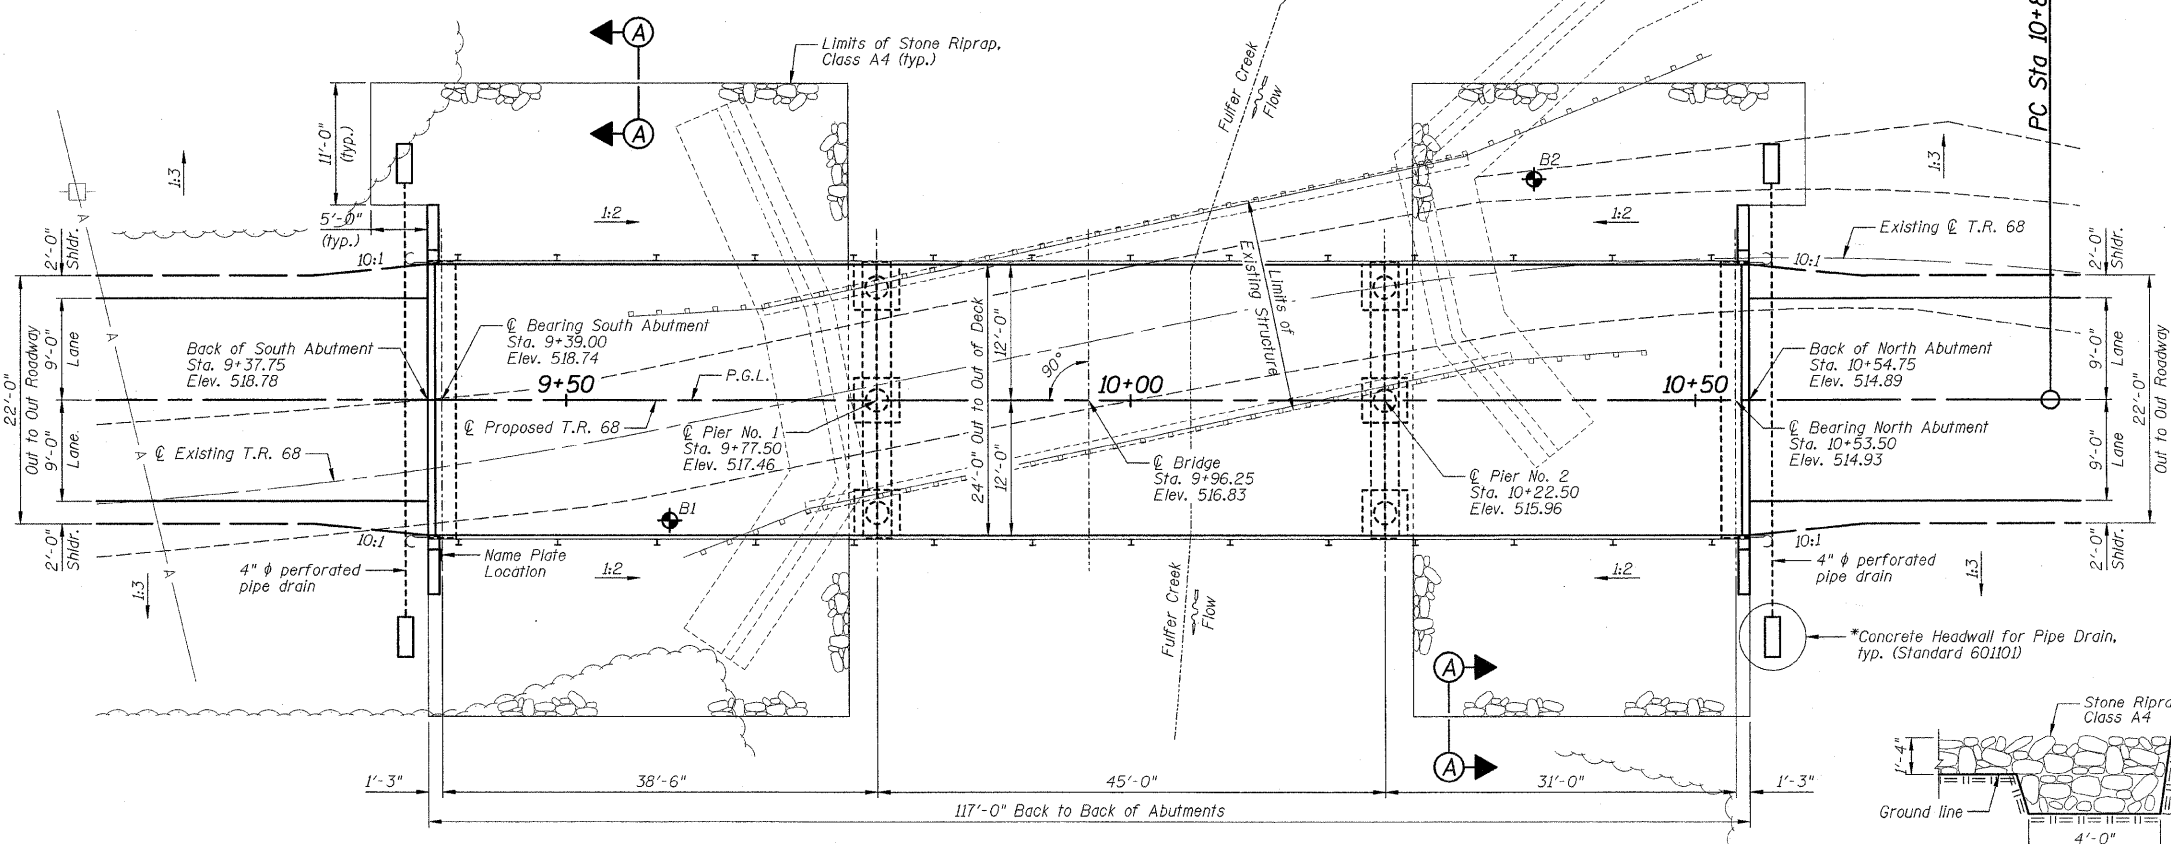 A
A
Limits of Stone Riprap,
Class A4 (typ.)
11'-0"
(typ.)
5'-0"
(typ.)
1:3
1:2
Fulfer Creek
Flow
B2
1:2
1:3
PC Sta 10+8
Existing ℄ T.R. 68
2'-0"
Shldr.
10:1
2'-0"
Shldr.
10:1
A
A
A
A
22'-0"
Out to Out Roadway
9'-0"
Lane
9'-0"
Lane.
2'-0"
Shldr.
Back of South Abutment
Sta. 9+37.75
Elev. 518.78
℄ Bearing South Abutment
Sta. 9+39.00
Elev. 518.74
9+50
P.G.L.
℄ Proposed T.R. 68
℄ Existing T.R. 68
℄ Pier No. 1
Sta. 9+77.50
Elev. 517.46
24'-0" Out to Out of Deck
12'-0"
12'-0"
90°
10+00
Limits of
Existing Structure
℄ Bridge
Sta. 9+96.25
Elev. 516.83
℄ Pier No. 2
Sta. 10+22.50
Elev. 515.96
10+50
Back of North Abutment
Sta. 10+54.75
Elev. 514.89
℄ Bearing North Abutment
Sta. 10+53.50
Elev. 514.93
9'-0"
Lane
9'-0"
Lane
22'-0"
Out to Out Roadway
2'-0"
Shldr.
B1
10:1
10:1
Name Plate
Location
4" ϕ perforated
pipe drain
1:3
1:2
Fulfer Creek
Flow
1:2
4" ϕ perforated
pipe drain
1:3
*Concrete Headwall for Pipe Drain,
typ. (Standard 601101)
A
A
1'-3"
38'-6"
45'-0"
31'-0"
1'-3"
117'-0" Back to Back of Abutments
Stone Ripra
Class A4
1'-4"
Ground line
4'-0"